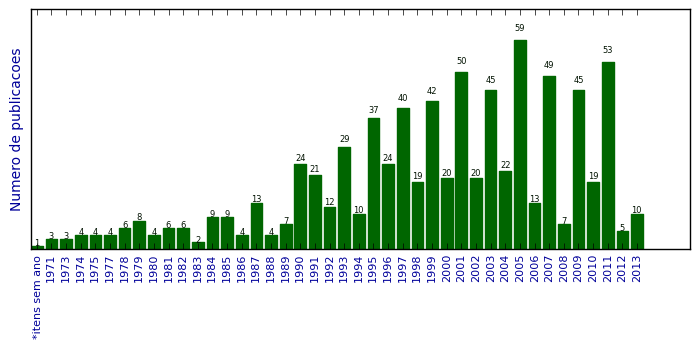 Numero de publicacoes
1 3 3 4 4 4 6 8 4 6 6 2 9 9 4 13 4 7 24 21 12 29 10 37 24 40 19 42 20 50 20 45 22 59 13 49 7 45 19 53 5 10
*itens sem ano 1971 1973 1974 1975 1977 1978 1979 1980 1981 1982 1983 1984 1985 1986 1987 1988 1989 1990 1991 1992 1993 1994 1995 1996 1997 1998 1999 2000 2001 2002 2003 2004 2005 2006 2007 2008 2009 2010 2011 2012 2013